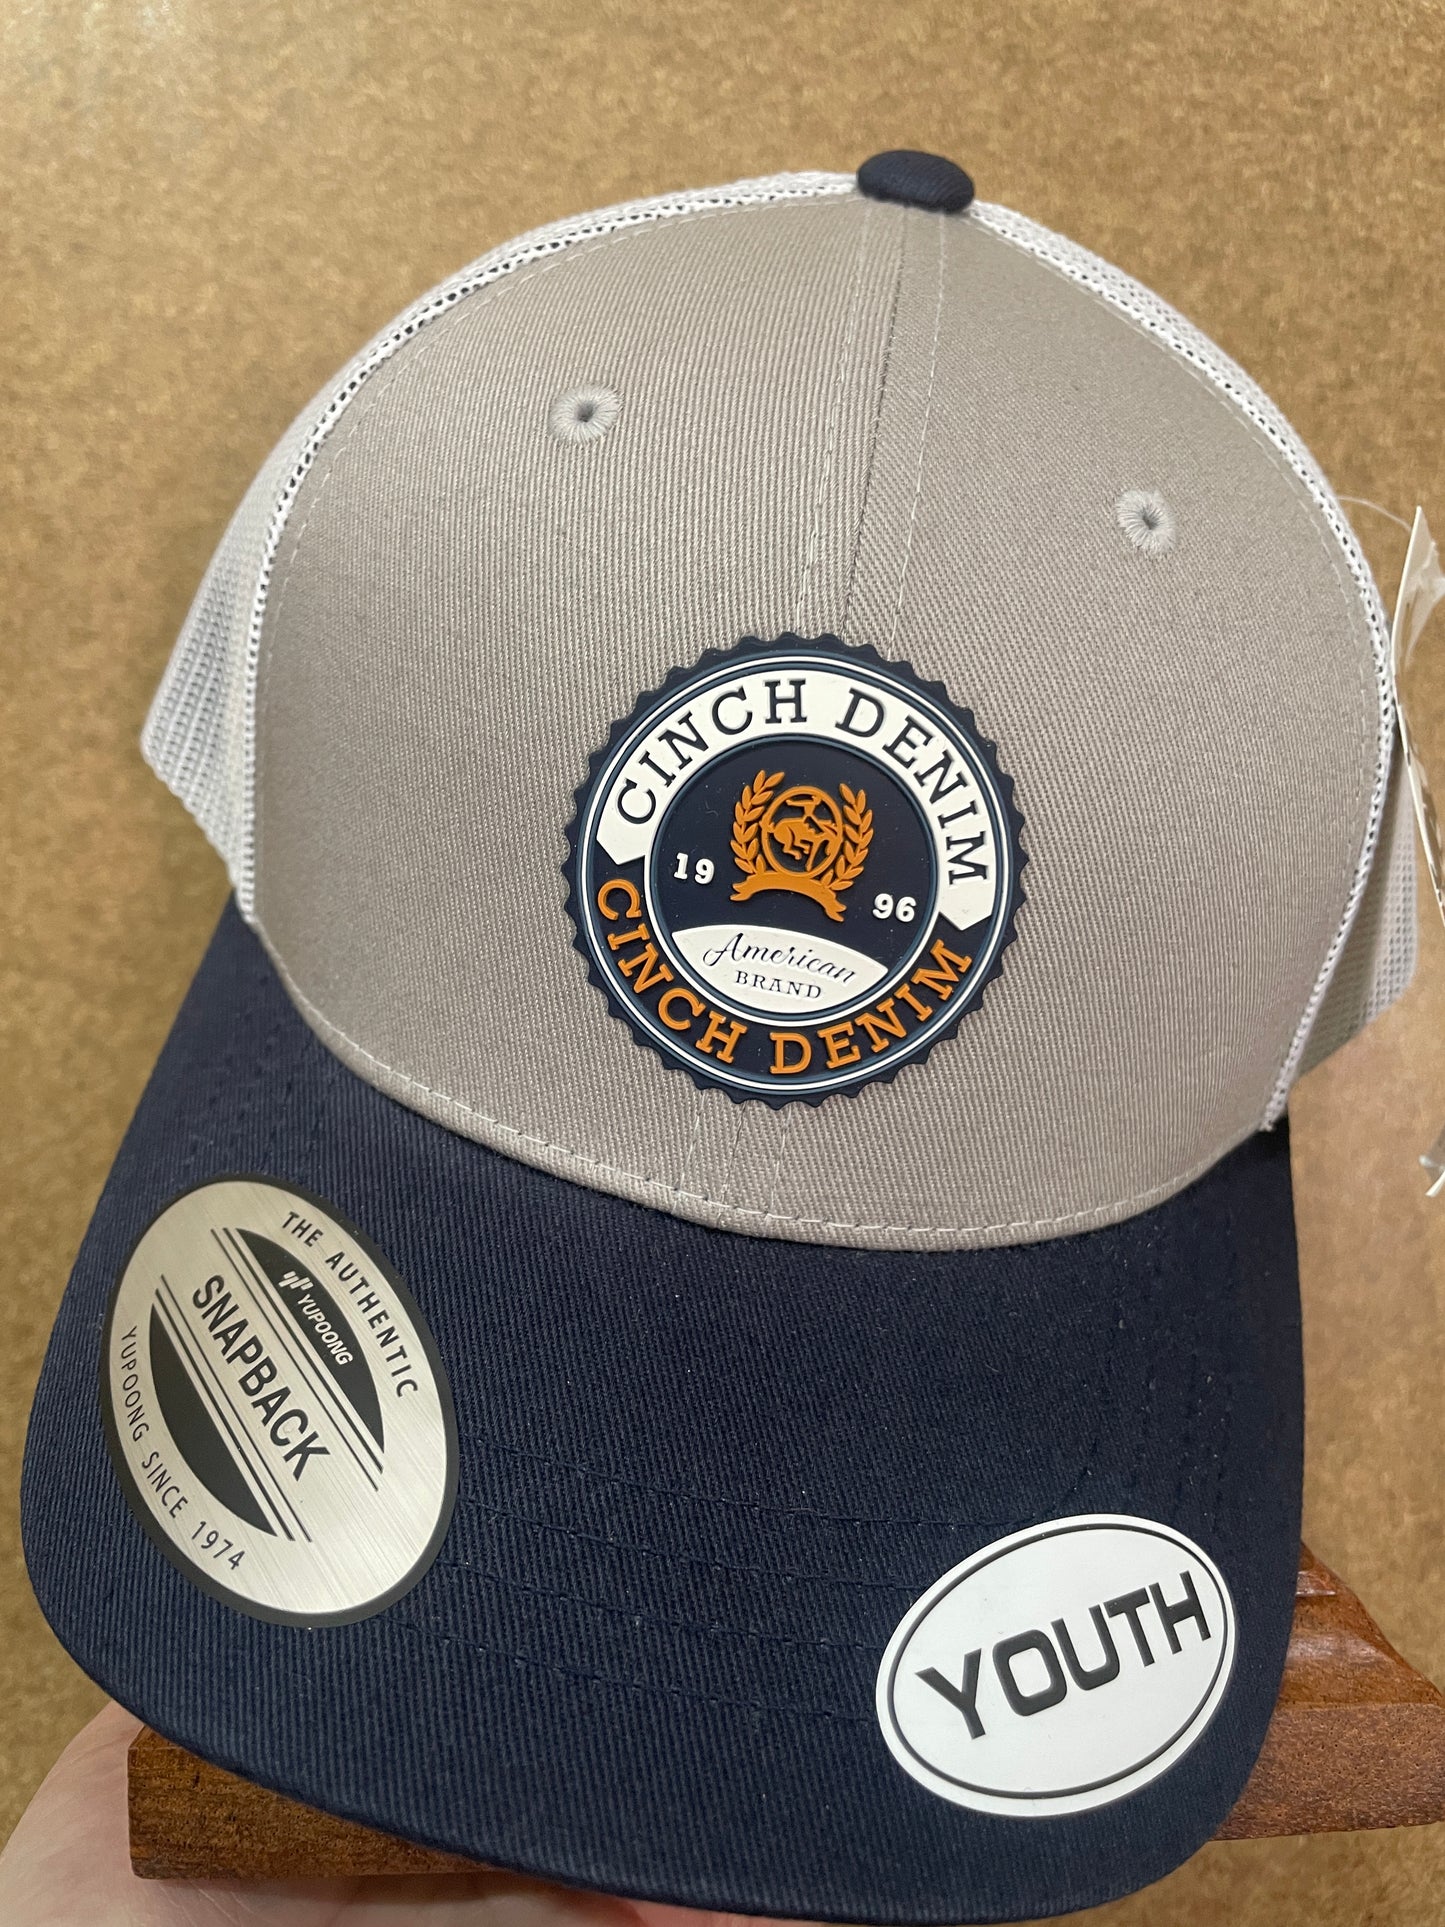 CINCH DENIM
19 96
American
BRAND
CINCH DENIM
THE AUTHENTIC
YUPOONG
SNAPBACK
YUPOONG SINCE 1974
YOUTH